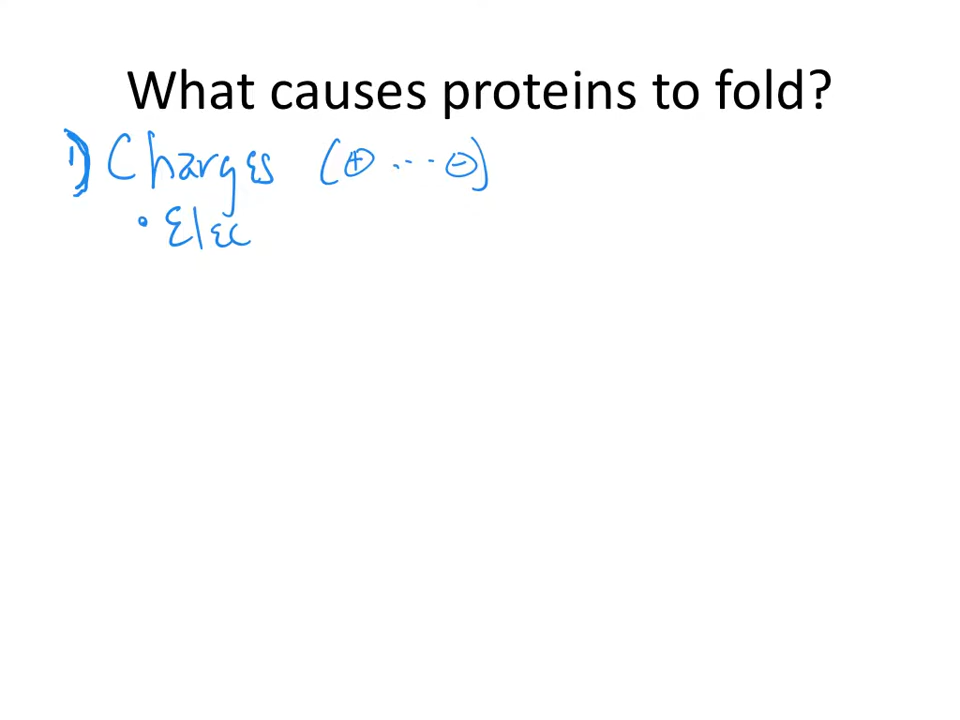 What causes proteins to fold?
1) Charges (⊕ ... ⊖)
• Elec